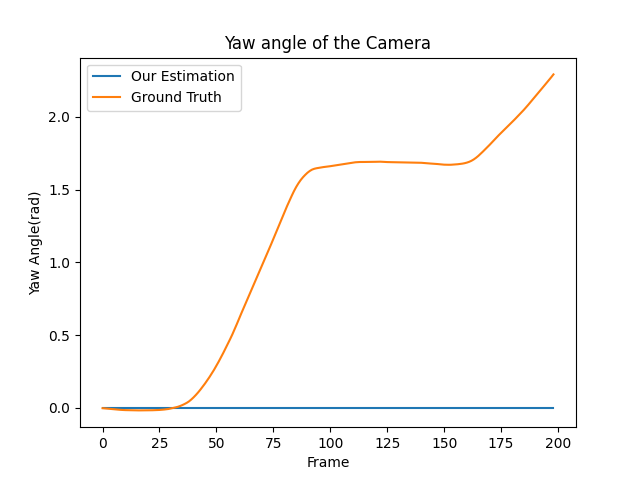 Yaw angle of the Camera
Our Estimation
Ground Truth
2.0
1.5
1.0
0.5
0.0
Yaw Angle(rad)
0 25 50 75 100 125 150 175 200
Frame